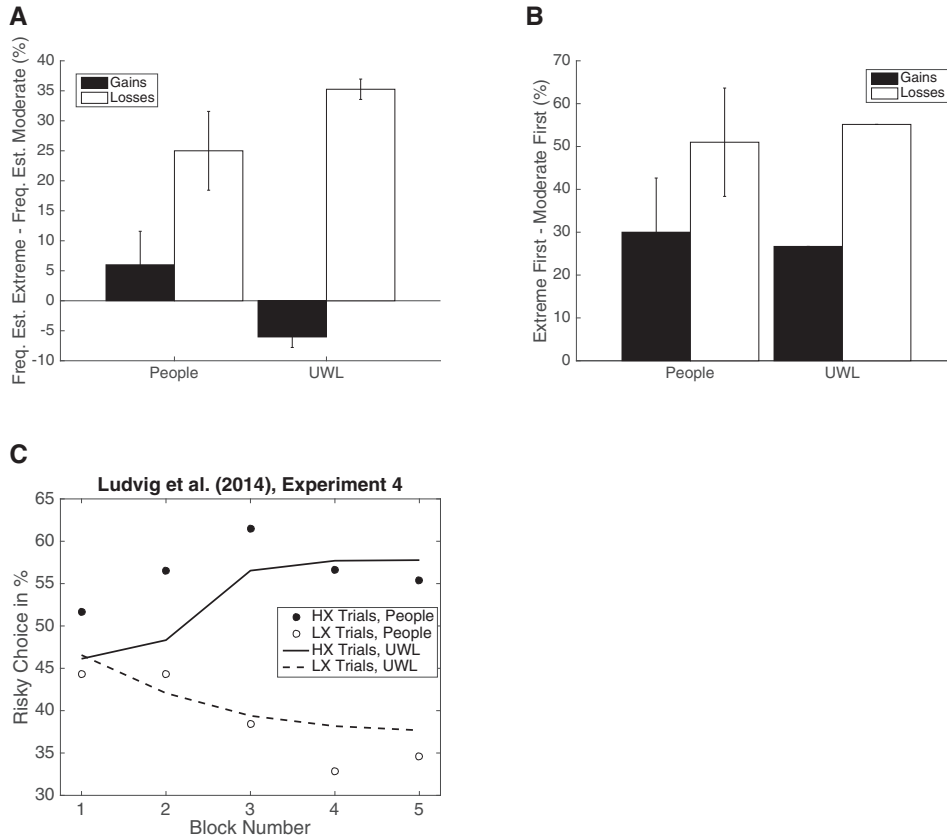 A
Freq. Est. Extreme - Freq. Est. Moderate (%)
40
35
30
25
20
15
10
5
0
-5
-10
Gains
Losses
People
UWL
B
Extreme First - Moderate First (%)
70
60
50
40
30
20
10
0
Gains
Losses
People
UWL
C
Ludvig et al. (2014), Experiment 4
Risky Choice in %
65
60
55
50
45
40
35
30
HX Trials, People
LX Trials, People
HX Trials, UWL
LX Trials, UWL
1 2 3 4 5
Block Number